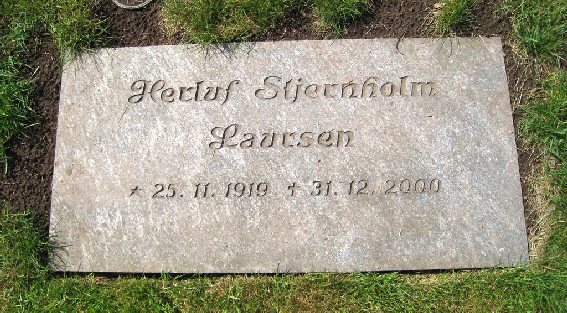 Herluf Stjernholm
Laursen
* 25. 11. 1919 † 31. 12. 2000